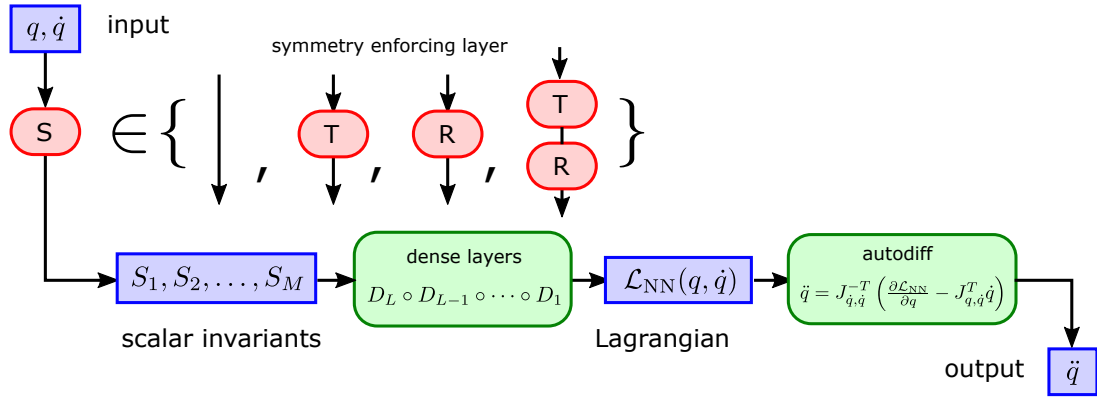 q, q̇ input
symmetry enforcing layer
S ∈ { , T , R , T R }
dense layers
autodiff
S₁, S₂, …, S_M
D_L ∘ D_{L−1} ∘ ⋯ ∘ D₁
ℒ_NN(q, q̇)
q̈ = J_{q̇,q̇}^{−T} (∂ℒ_NN/∂q − J_{q,q̇}^T q̇)
scalar invariants
Lagrangian
output q̈